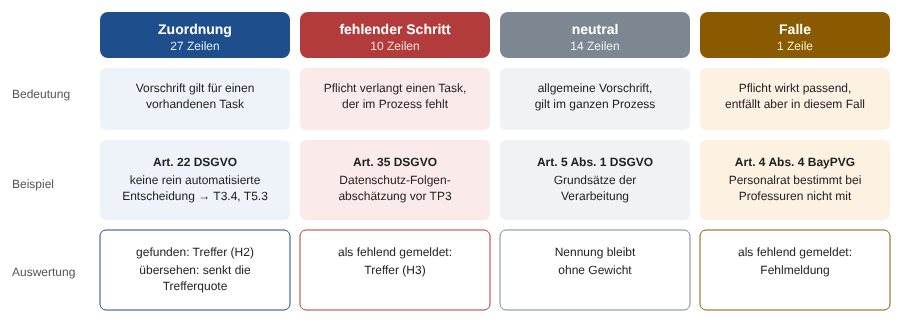 Zuordnung
27 Zeilen
fehlender Schritt
10 Zeilen
neutral
14 Zeilen
Falle
1 Zeile
Bedeutung
Vorschrift gilt für einen
vorhandenen Task
Pflicht verlangt einen Task,
der im Prozess fehlt
allgemeine Vorschrift,
gilt im ganzen Prozess
Pflicht wirkt passend,
entfällt aber in diesem Fall
Beispiel
Art. 22 DSGVO
keine rein automatisierte
Entscheidung → T3.4, T5.3
Art. 35 DSGVO
Datenschutz-Folgen-
abschätzung vor TP3
Art. 5 Abs. 1 DSGVO
Grundsätze der
Verarbeitung
Art. 4 Abs. 4 BayPVG
Personalrat bestimmt bei
Professuren nicht mit
Auswertung
gefunden: Treffer (H2)
übersehen: senkt die
Trefferquote
als fehlend gemeldet:
Treffer (H3)
Nennung bleibt
ohne Gewicht
als fehlend gemeldet:
Fehlmeldung